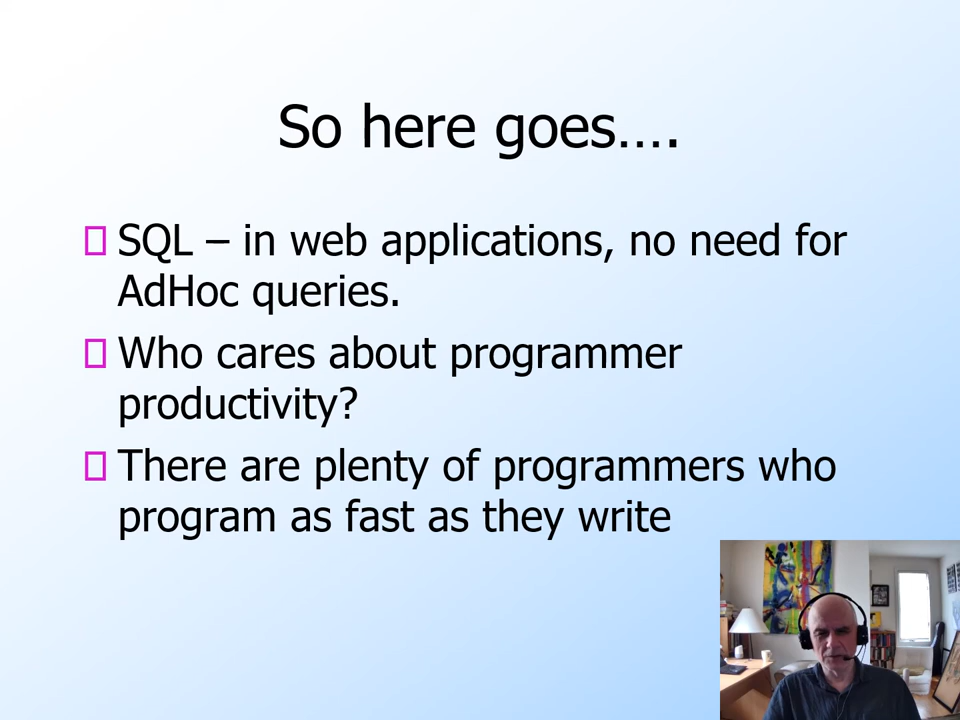 So here goes….
SQL – in web applications, no need for
AdHoc queries.
Who cares about programmer
productivity?
There are plenty of programmers who
program as fast as they write